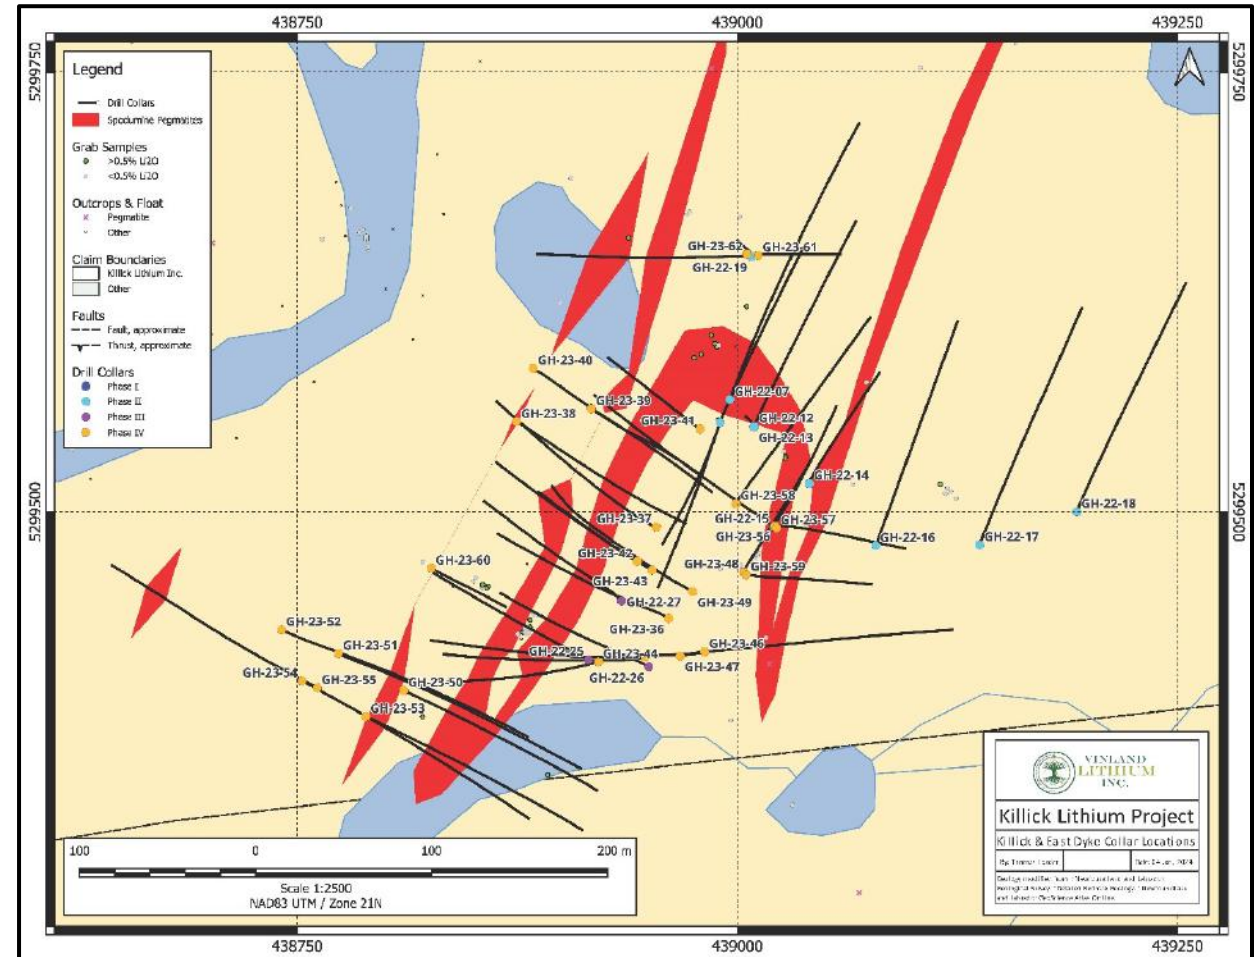 438750
439000
439250
5299750
5299750
Legend
Drill Collars
Spodumine Pegmatites
Grab Samples
>0.5% Li2O
<0.5% Li2O
Outcrops & Float
Pegmatite
Other
Claim Boundaries
Killick Lithium Inc.
Other
Faults
Fault, approximate
Thrust, approximate
Drill Collars
Phase I
Phase II
Phase III
Phase IV
GH-23-62
GH-23-61
GH-22-19
GH-23-40
GH-22-07
GH-23-39
GH-23-38
GH-23-41
GH-22-12
GH-22-13
GH-22-14
GH-23-58
GH-22-18
5299500
5299500
GH-23-37
GH-22-15
GH-23-57
GH-23-56
GH-22-16
GH-22-17
GH-23-42
GH-23-60
GH-23-48
GH-23-59
GH-23-43
GH-22-27
GH-23-49
GH-23-36
GH-23-52
GH-23-51
GH-22-25
GH-23-44
GH-23-46
GH-23-47
GH-23-54
GH-22-26
GH-23-55
GH-23-50
GH-23-53
VINLAND
LITHIUM
INC.
Killick Lithium Project
Killick & East Dyke Collar Locations
100
0
100
200 m
Scale 1:2500
NAD83 UTM / Zone 21N
438750
439000
439250